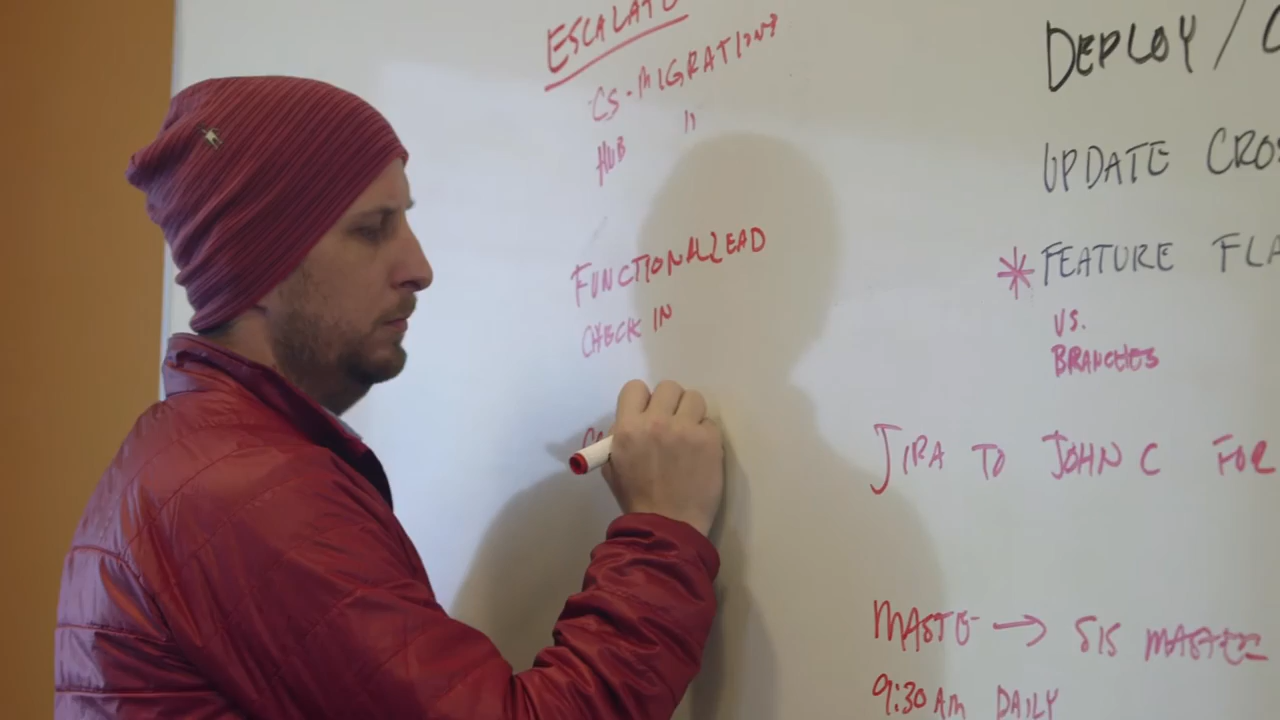 ESCALATE
CS-MIGRATIONS
HUB "
FUNCTIONAL LEAD
CHECK IN
DEPLOY /
UPDATE CROS
* FEATURE FLA
VS.
BRANCHES
JIRA TO JOHN C FOR
MASTE → SIS MASTER
9:30 AM DAILY